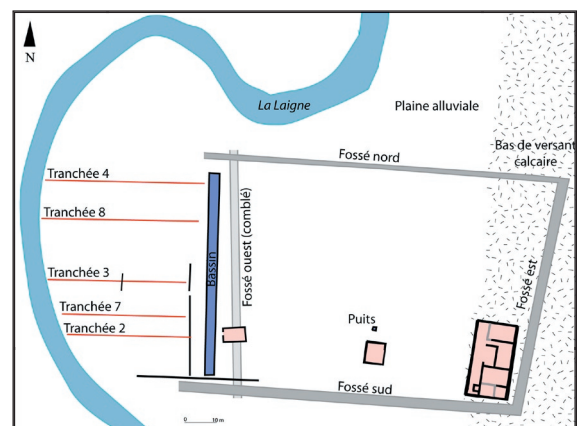 N
La Laigne
Plaine alluviale
Bas de versant
calcaire
Fossé nord
Tranchée 4
Tranchée 8
Tranchée 3
Tranchée 7
Tranchée 2
Bassin
Fossé ouest (comblé)
Fossé est
Puits
Fossé sud
0 10 m